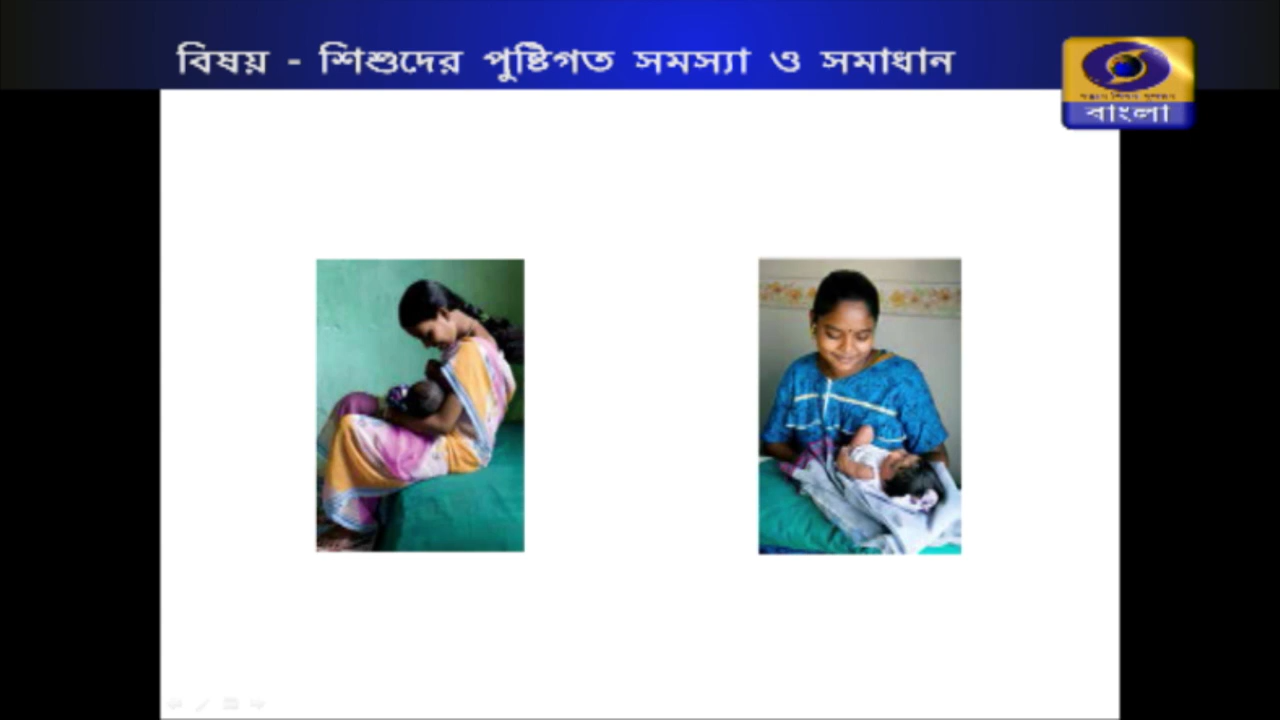 বিষয় - শিশুদের পুষ্টিগত সমস্যা ও সমাধান
বাংলা